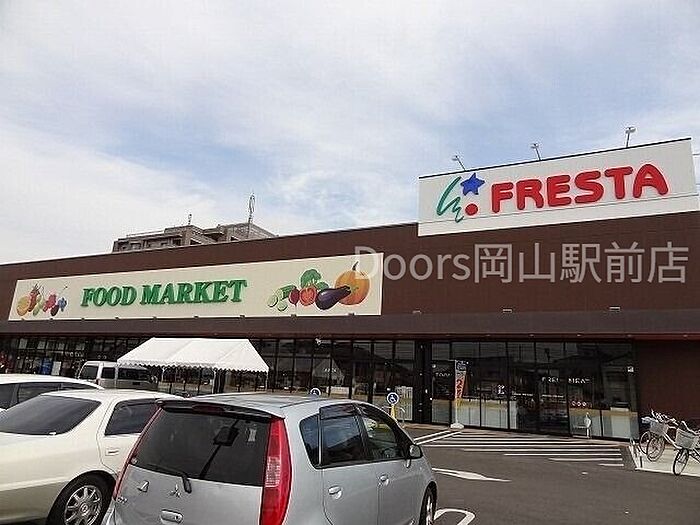 FRESTA
FOOD MARKET
Doors岡山駅前店